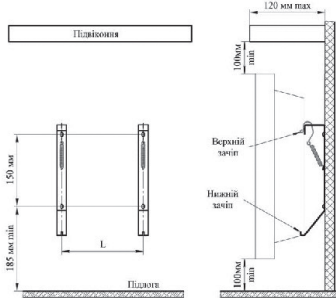 120 мм max
Підвіконня
100мм
min
Верхній
зачіп
150 мм
Нижній
зачіп
L
185 мм min
100мм
min
Підлога